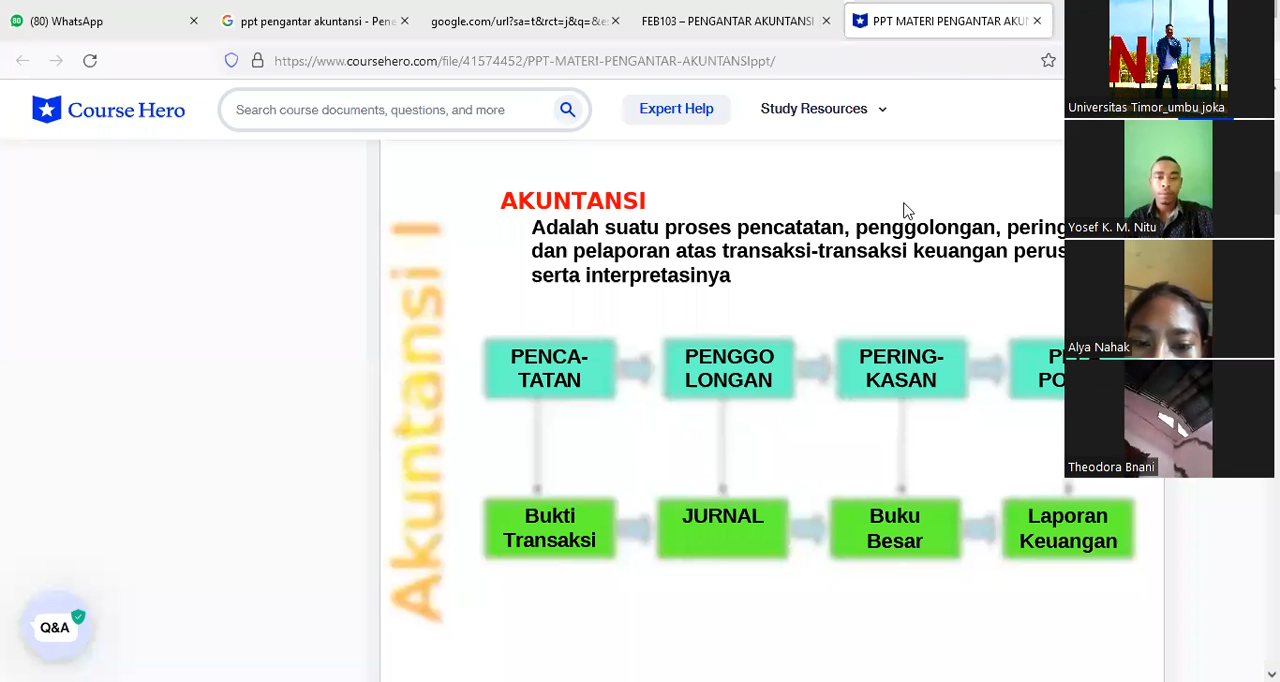 (80) WhatsApp
ppt pengantar akuntansi - Pene
google.com/url?sa=t&rct=j&q=&es
FEB103 – PENGANTAR AKUNTANSI
PPT MATERI PENGANTAR AKU
https://www.coursehero.com/file/41574452/PPT-MATERI-PENGANTAR-AKUNTANSIppt/
Course Hero
Search course documents, questions, and more
Expert Help
Study Resources
Universitas Timor_umbu joka
Yosef K. M. Nitu
Alya Nahak
Theodora Bnani
Akuntansi I
AKUNTANSI
Adalah suatu proses pencatatan, penggolongan, pering
dan pelaporan atas transaksi-transaksi keuangan perus
serta interpretasinya
PENCA-
TATAN
PENGGO
LONGAN
PERING-
KASAN
PO
Bukti
Transaksi
JURNAL
Buku
Besar
Laporan
Keuangan
Q&A